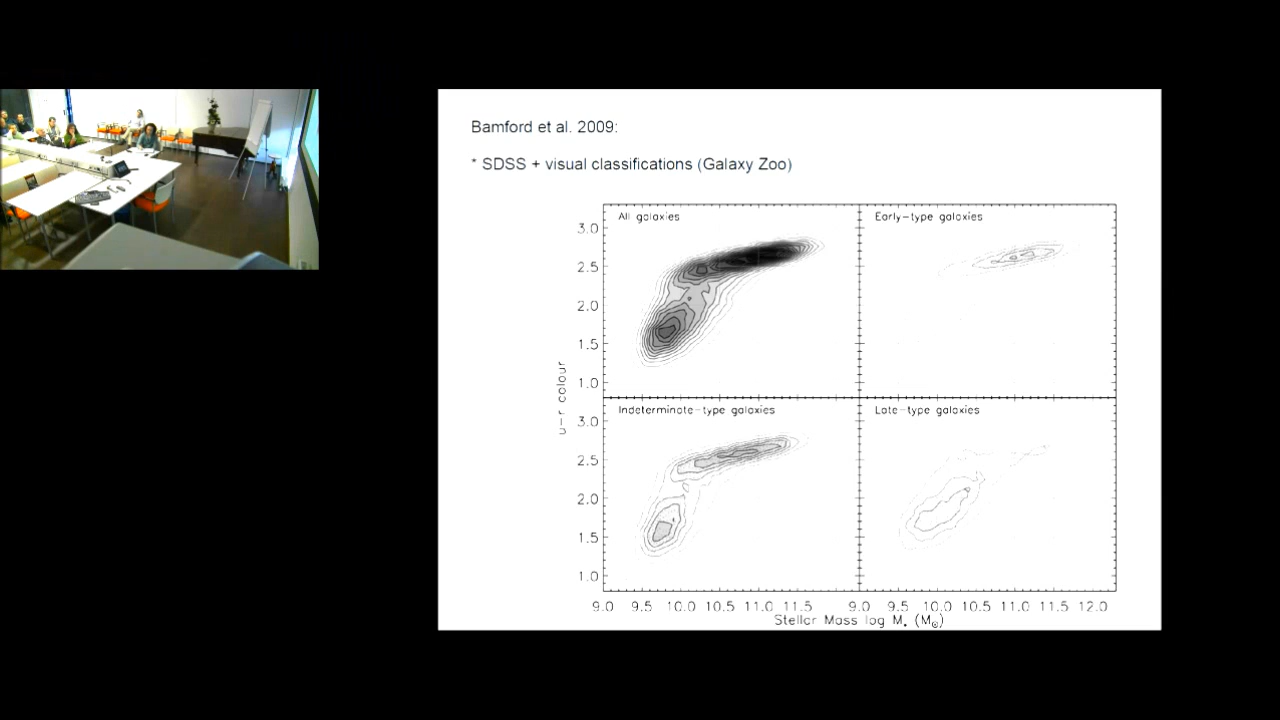 Bamford et al. 2009:
* SDSS + visual classifications (Galaxy Zoo)
All galaxies
Early-type galaxies
3.0
2.5
2.0
1.5
1.0
u-r colour
Indeterminate-type galaxies
Late-type galaxies
3.0
2.5
2.0
1.5
1.0
9.0 9.5 10.0 10.5 11.0 11.5 9.0 9.5 10.0 10.5 11.0 11.5 12.0
Stellar Mass log M* (M⊙)